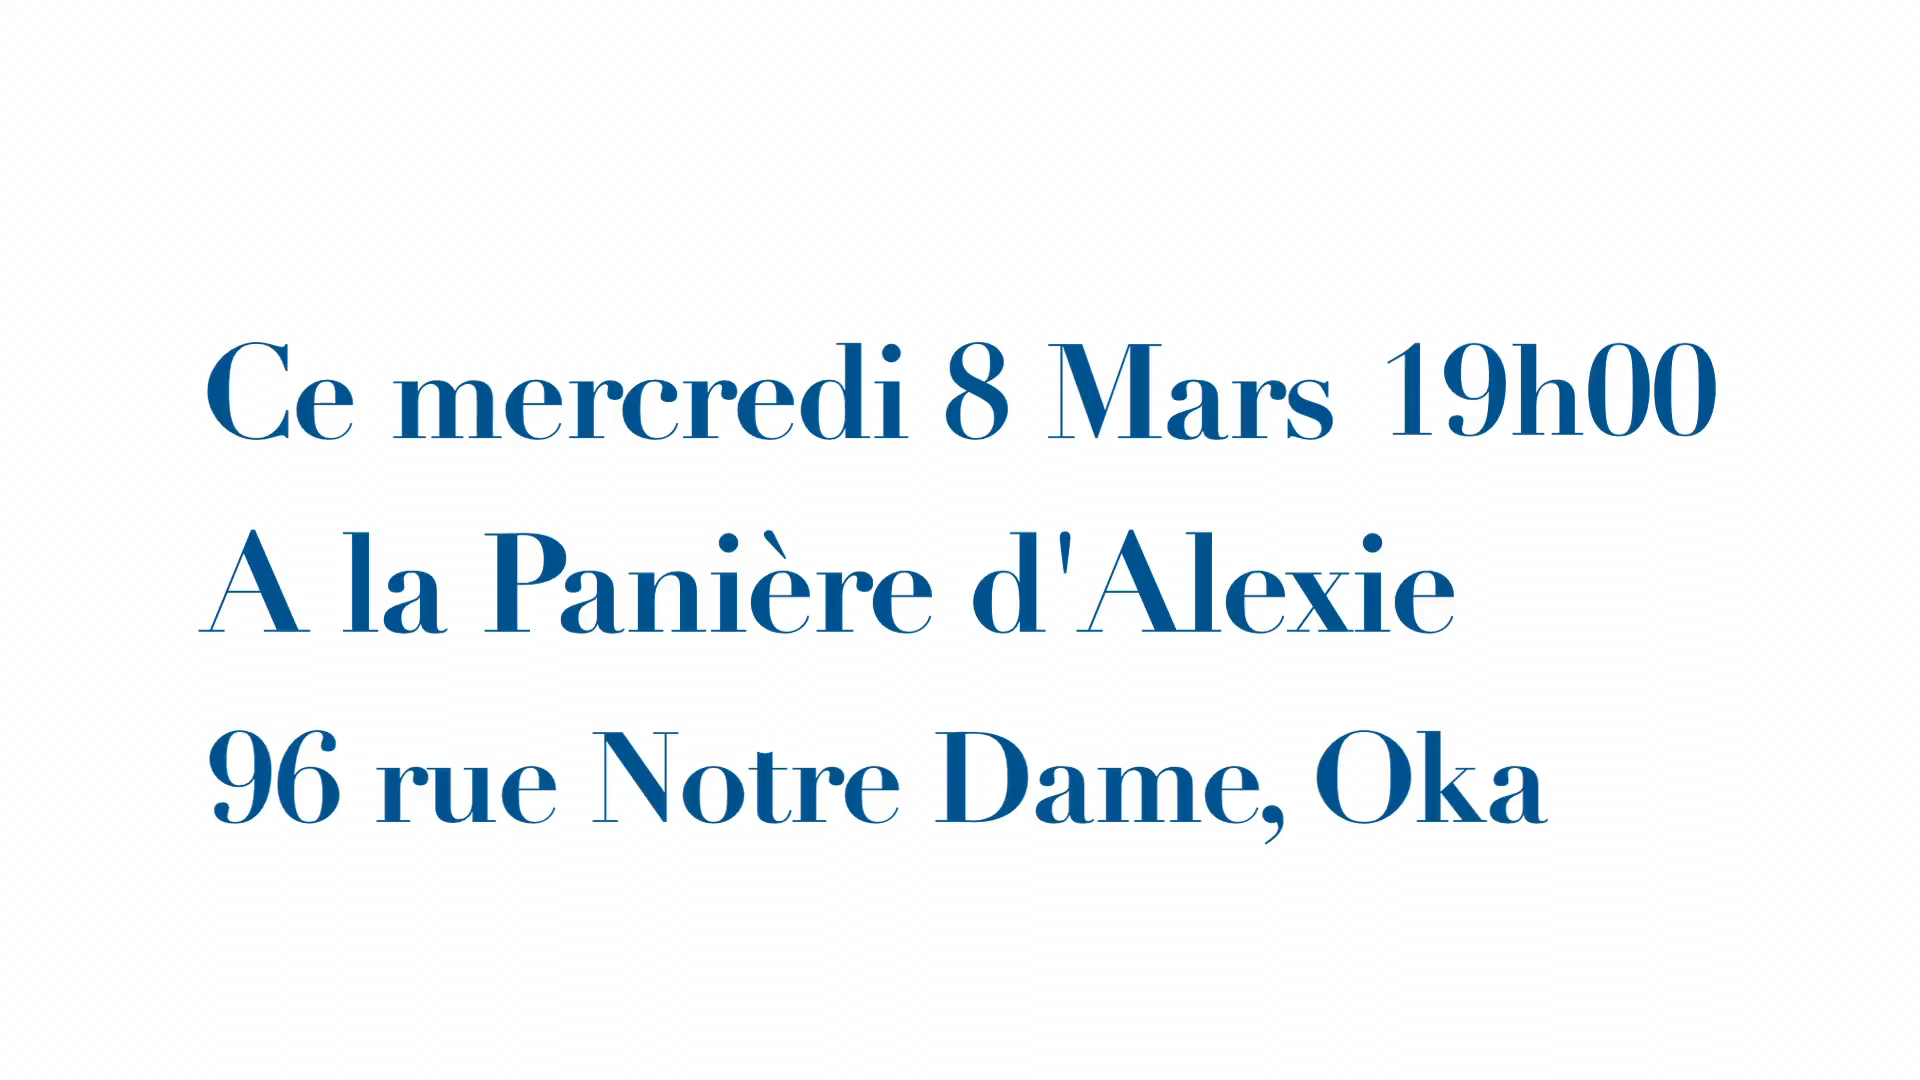 Ce mercredi 8 Mars 19h00
A la Panière d'Alexie
96 rue Notre Dame, Oka